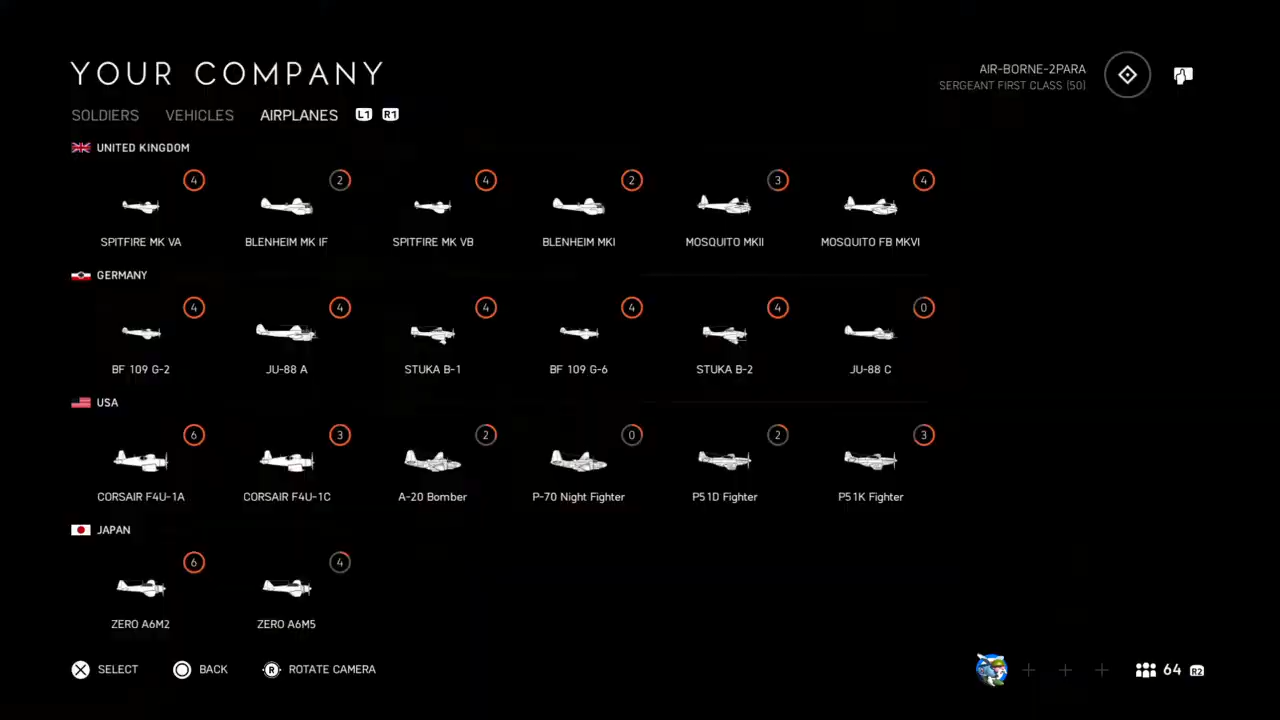 YOUR COMPANY
AIR-BORNE-2PARA
SERGEANT FIRST CLASS (50)
SOLDIERS VEHICLES AIRPLANES L1 R1
UNITED KINGDOM
4 2 4 2 3 4
SPITFIRE MK VA BLENHEIM MK IF SPITFIRE MK VB BLENHEIM MKI MOSQUITO MKII MOSQUITO FB MKVI
GERMANY
4 4 4 4 4 0
BF 109 G-2 JU-88 A STUKA B-1 BF 109 G-6 STUKA B-2 JU-88 C
USA
6 3 2 0 2 3
CORSAIR F4U-1A CORSAIR F4U-1C A-20 Bomber P-70 Night Fighter P51D Fighter P51K Fighter
JAPAN
6 4
ZERO A6M2 ZERO A6M5
SELECT BACK R ROTATE CAMERA 64 R2